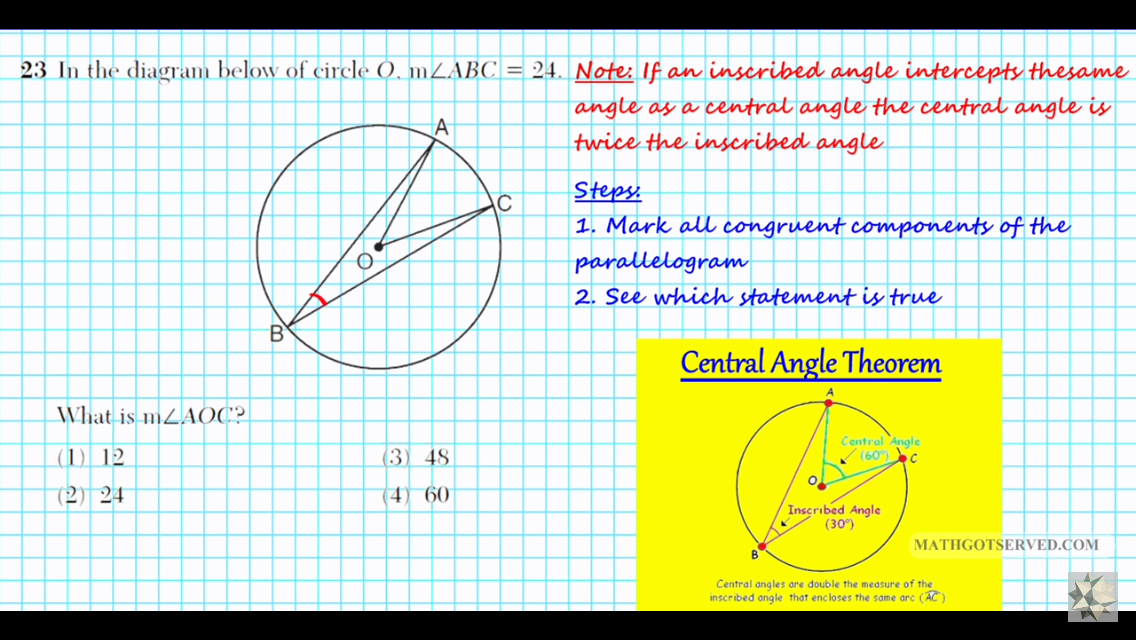 23 In the diagram below of circle O, m∠ABC = 24.
Note: If an inscribed angle intercepts thesame
angle as a central angle the central angle is
twice the inscribed angle
Steps:
1. Mark all congruent components of the
parallelogram
2. See which statement is true
A
C
O
B
What is m∠AOC?
(1) 12
(2) 24
(3) 48
(4) 60
Central Angle Theorem
A
Central Angle
(60°)
C
O
Inscribed Angle
(30°)
B
MATHGOTSERVED.COM
Central angles are double the measure of the
inscribed angle that encloses the same arc (AC)